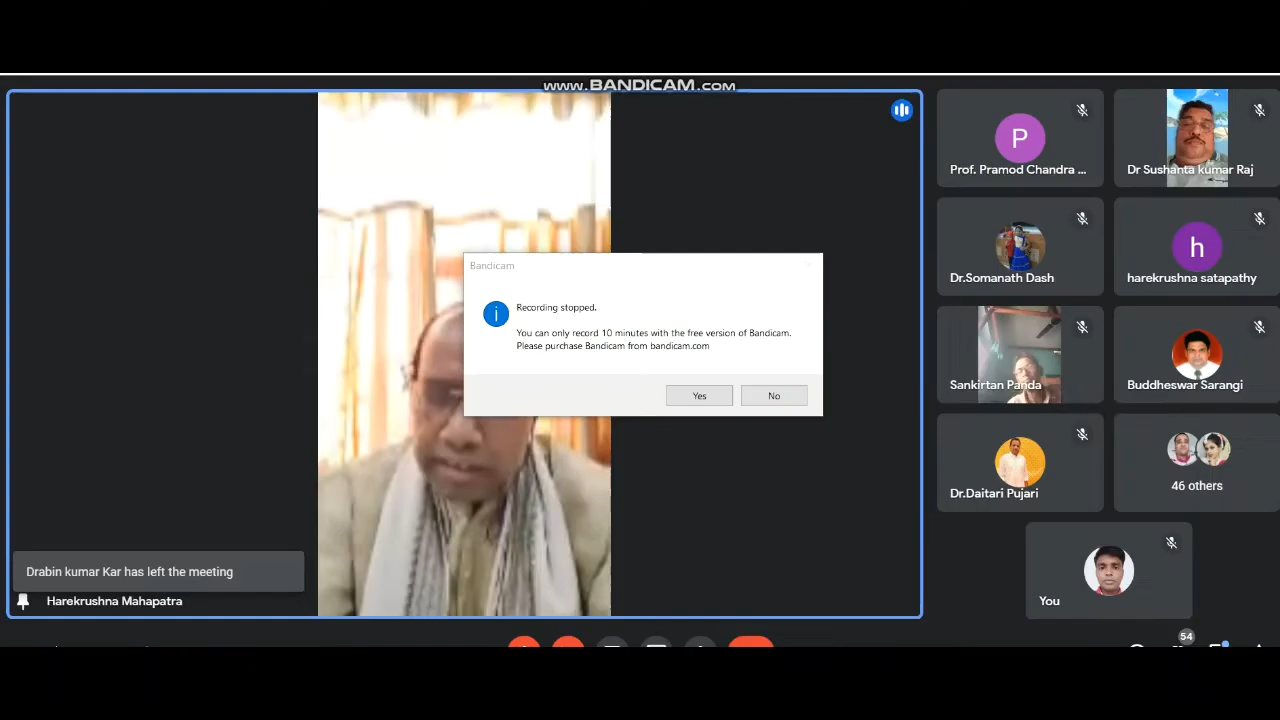 www.BANDICAM.com
P
Prof. Pramod Chandra ...
Dr Sushanta kumar Raj
Dr.Somanath Dash
h
harekrushna satapathy
Bandicam
i
Recording stopped.
You can only record 10 minutes with the free version of Bandicam.
Please purchase Bandicam from bandicam.com
Yes
No
Sankirtan Panda
Buddheswar Sarangi
Dr.Daitari Pujari
46 others
Drabin kumar Kar has left the meeting
Harekrushna Mahapatra
You
54